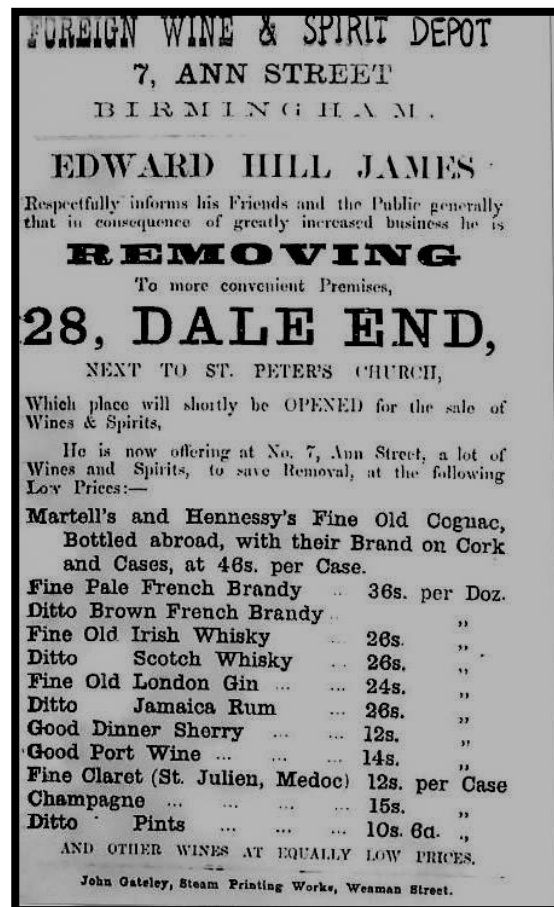 FOREIGN WINE & SPIRIT DEPOT
7, ANN STREET
BIRMINGHAM.
EDWARD HILL JAMES
Respectfully informs his Friends and the Public generally
that in consequence of greatly increased business he is
REMOVING
To more convenient Premises,
28, DALE END,
NEXT TO ST. PETER'S CHURCH,
Which place will shortly be OPENED for the sale of
Wines & Spirits,
He is now offering at No. 7, Ann Street, a lot of
Wines and Spirits, to save Removal, at the following
Low Prices:—
Martell's and Hennessy's Fine Old Cognac,
Bottled abroad, with their Brand on Cork
and Cases, at 46s. per Case.
Fine Pale French Brandy .. 36s. per Doz.
Ditto Brown French Brandy .. „
Fine Old Irish Whisky .. 26s. „
Ditto Scotch Whisky .. 26s. „
Fine Old London Gin ... ... 24s. „
Ditto Jamaica Rum ... 26s. „
Good Dinner Sherry ... ... 12s. „
Good Port Wine ... ... ... 14s. „
Fine Claret (St. Julien, Medoc) 12s. per Case
Champagne ... ... ... ... 15s. „
Ditto Pints ... ... ... 10s. 6d. „
AND OTHER WINES AT EQUALLY LOW PRICES.
John Gateley, Steam Printing Works, Weaman Street.